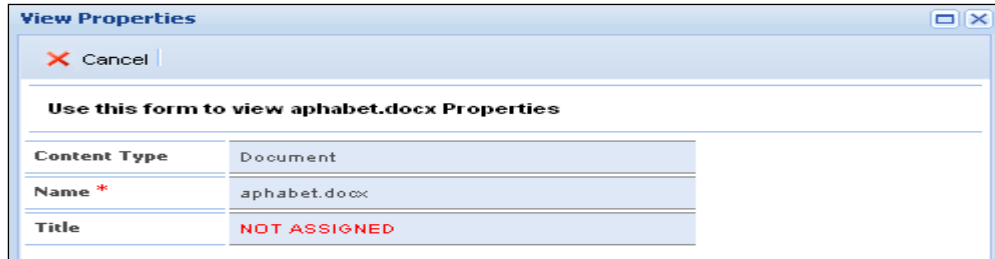 View Properties
Cancel
Use this form to view aphabet.docx Properties
Content Type Document
Name * aphabet.docx
Title NOT ASSIGNED